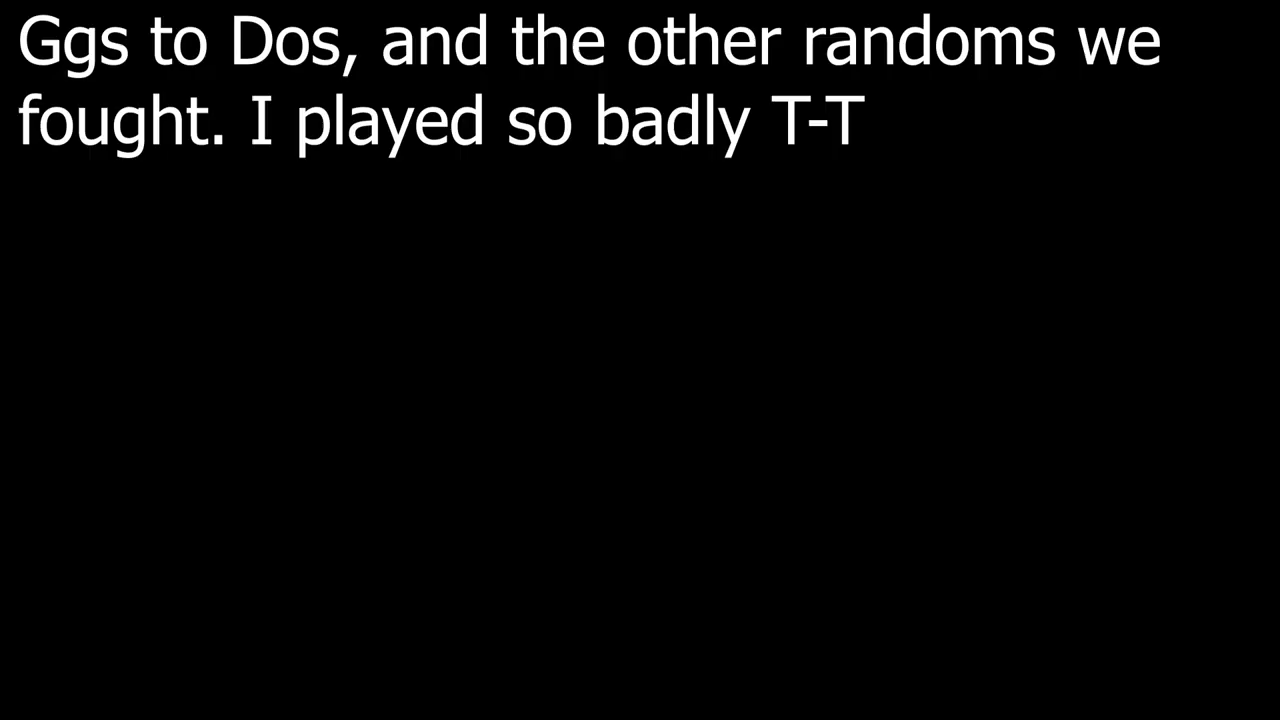 Ggs to Dos, and the other randoms we
fought. I played so badly T-T